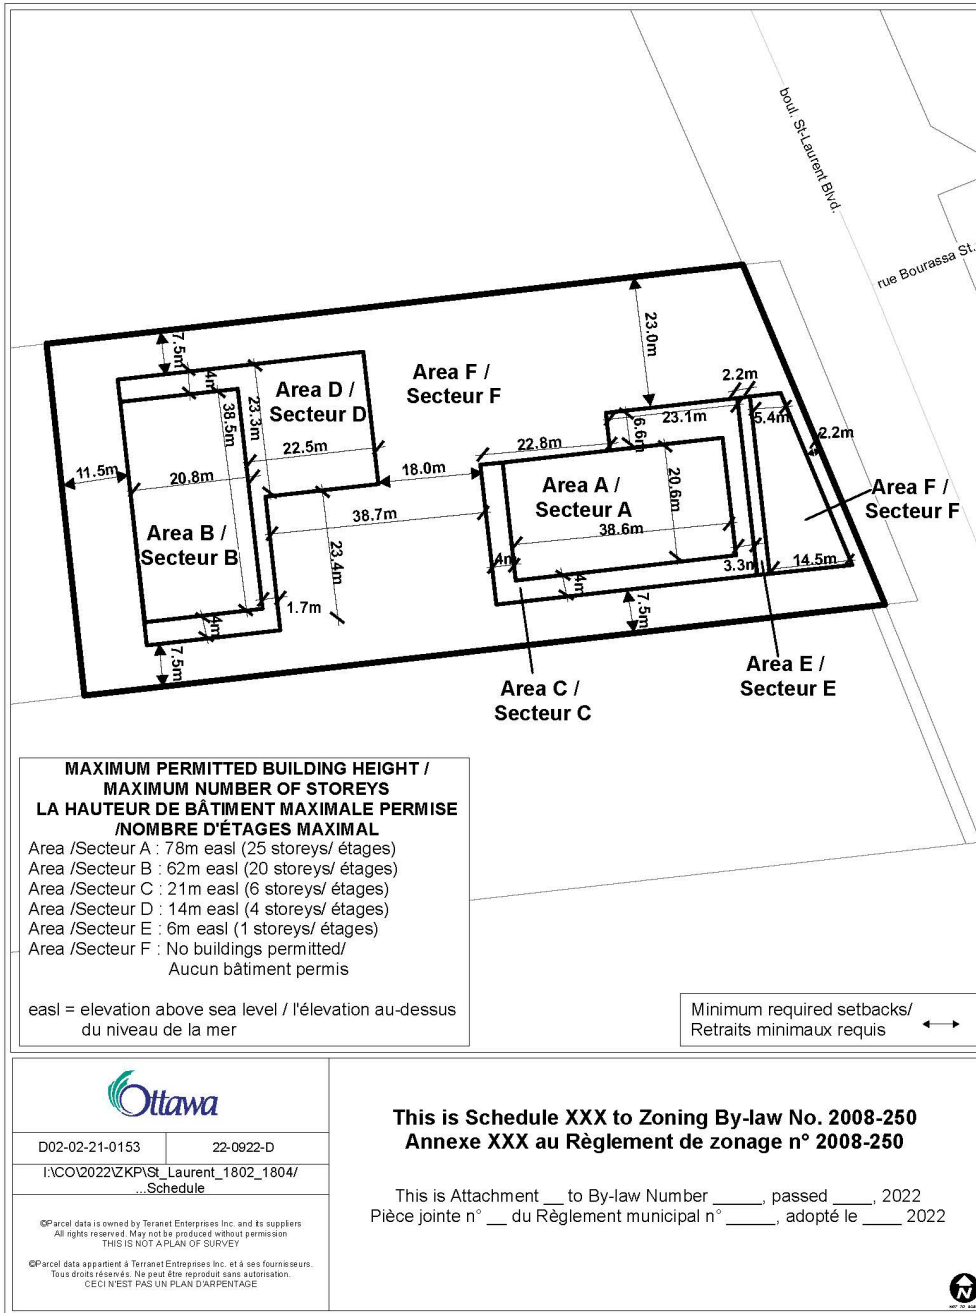 boul. St-Laurent Blvd.
rue Bourassa St.
7.5m
4m
Area D /
Secteur D
23.3m
38.5m
22.5m
Area F /
Secteur F
23.0m
2.2m
23.1m
5.4m
6.6m
2.2m
22.8m
11.5m
20.8m
18.0m
Area A /
Secteur A
20.6m
Area F /
Secteur F
38.7m
38.6m
Area B /
Secteur B
23.4m
4m
3.3m
14.5m
4m
1.7m
4m
7.5m
7.5m
Area E /
Secteur E
Area C /
Secteur C
MAXIMUM PERMITTED BUILDING HEIGHT /
MAXIMUM NUMBER OF STOREYS
LA HAUTEUR DE BÂTIMENT MAXIMALE PERMISE
/NOMBRE D'ÉTAGES MAXIMAL
Area /Secteur A : 78m easl (25 storeys/ étages)
Area /Secteur B : 62m easl (20 storeys/ étages)
Area /Secteur C : 21m easl (6 storeys/ étages)
Area /Secteur D : 14m easl (4 storeys/ étages)
Area /Secteur E : 6m easl (1 storeys/ étages)
Area /Secteur F : No buildings permitted/
Aucun bâtiment permis
easl = elevation above sea level / l'élevation au-dessus
du niveau de la mer
Minimum required setbacks/
Retraits minimaux requis
Ottawa
D02-02-21-0153
22-0922-D
I:\CO\2022\ZKP\St_Laurent_1802_1804/
...Schedule
©Parcel data is owned by Teranet Enterprises Inc. and its suppliers
All rights reserved. May not be produced without permission
THIS IS NOT A PLAN OF SURVEY
©Parcel data appartient à Teranet Entreprises Inc. et à ses fournisseurs.
Tous droits réservés. Ne peut être reproduit sans autorisation.
CECI N'EST PAS UN PLAN D'ARPENTAGE
This is Schedule XXX to Zoning By-law No. 2008-250
Annexe XXX au Règlement de zonage n° 2008-250
This is Attachment __ to By-law Number _____, passed ____, 2022
Pièce jointe n° __ du Règlement municipal n° _____, adopté le ____ 2022
N
NOT TO SCALE